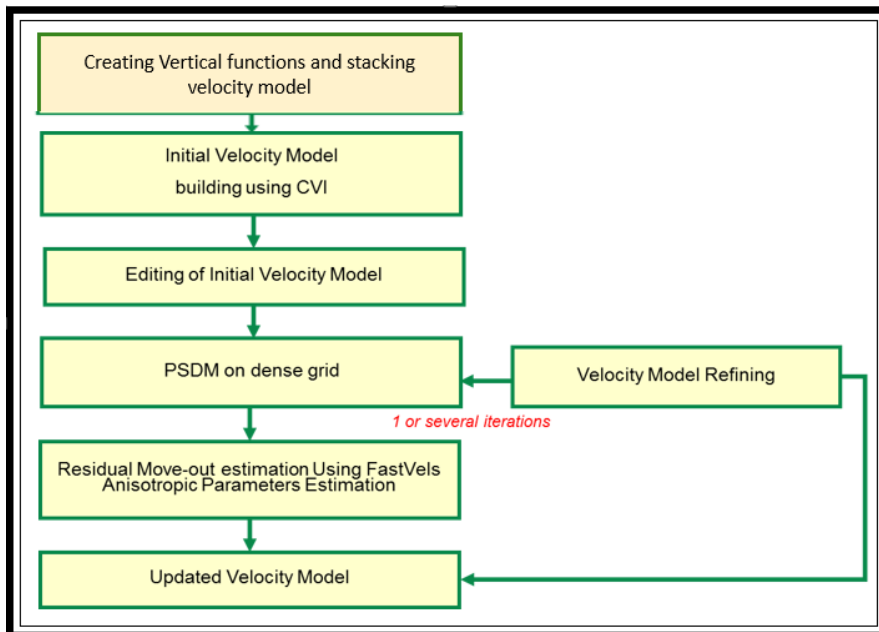 Creating Vertical functions and stacking
velocity model
Initial Velocity Model
building using CVI
Editing of Initial Velocity Model
PSDM on dense grid
Velocity Model Refining
1 or several iterations
Residual Move-out estimation Using FastVels
Anisotropic Parameters Estimation
Updated Velocity Model